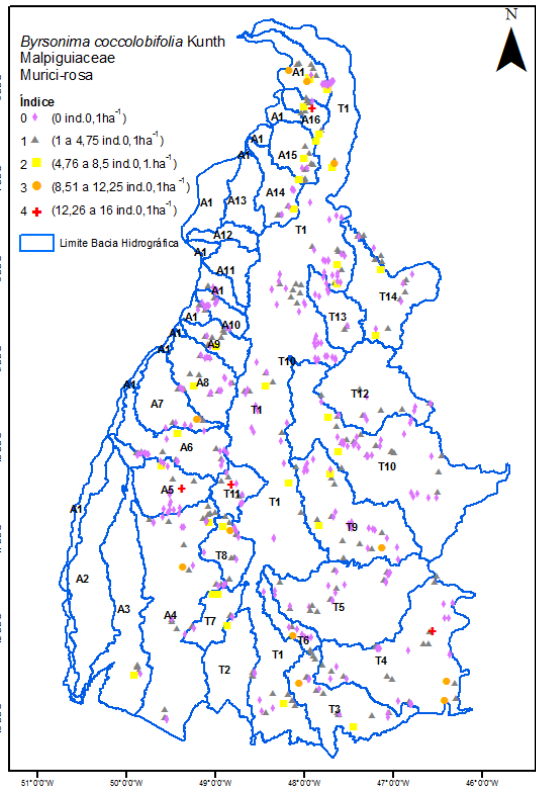 N
Byrsonima coccolobifolia Kunth
Malpiguiaceae
Murici-rosa
Índice
0 (0 ind.0,1ha⁻¹)
1 (1 a 4,75 ind.0,1ha⁻¹)
2 (4,76 a 8,5 ind.0,1.ha⁻¹)
3 (8,51 a 12,25 ind.0,1ha⁻¹)
4 (12,26 a 16 ind.0,1ha⁻¹)
Limite Bacia Hidrográfica
A1
T1
A1
A16
A1
A15
A1
A1
A13
A14
T1
A12
A1
A11
A1
T14
A1
A10
T13
A1
A9
A1
T10
A1
A8
A7
T1
T12
A6
T10
A5
T11
A1
T1
T9
T8
A2
A3
A4
T7
T5
T6
T2
T1
T4
T3
51°0'0"W 50°0'0"W 49°0'0"W 48°0'0"W 47°0'0"W 46°0'0"W